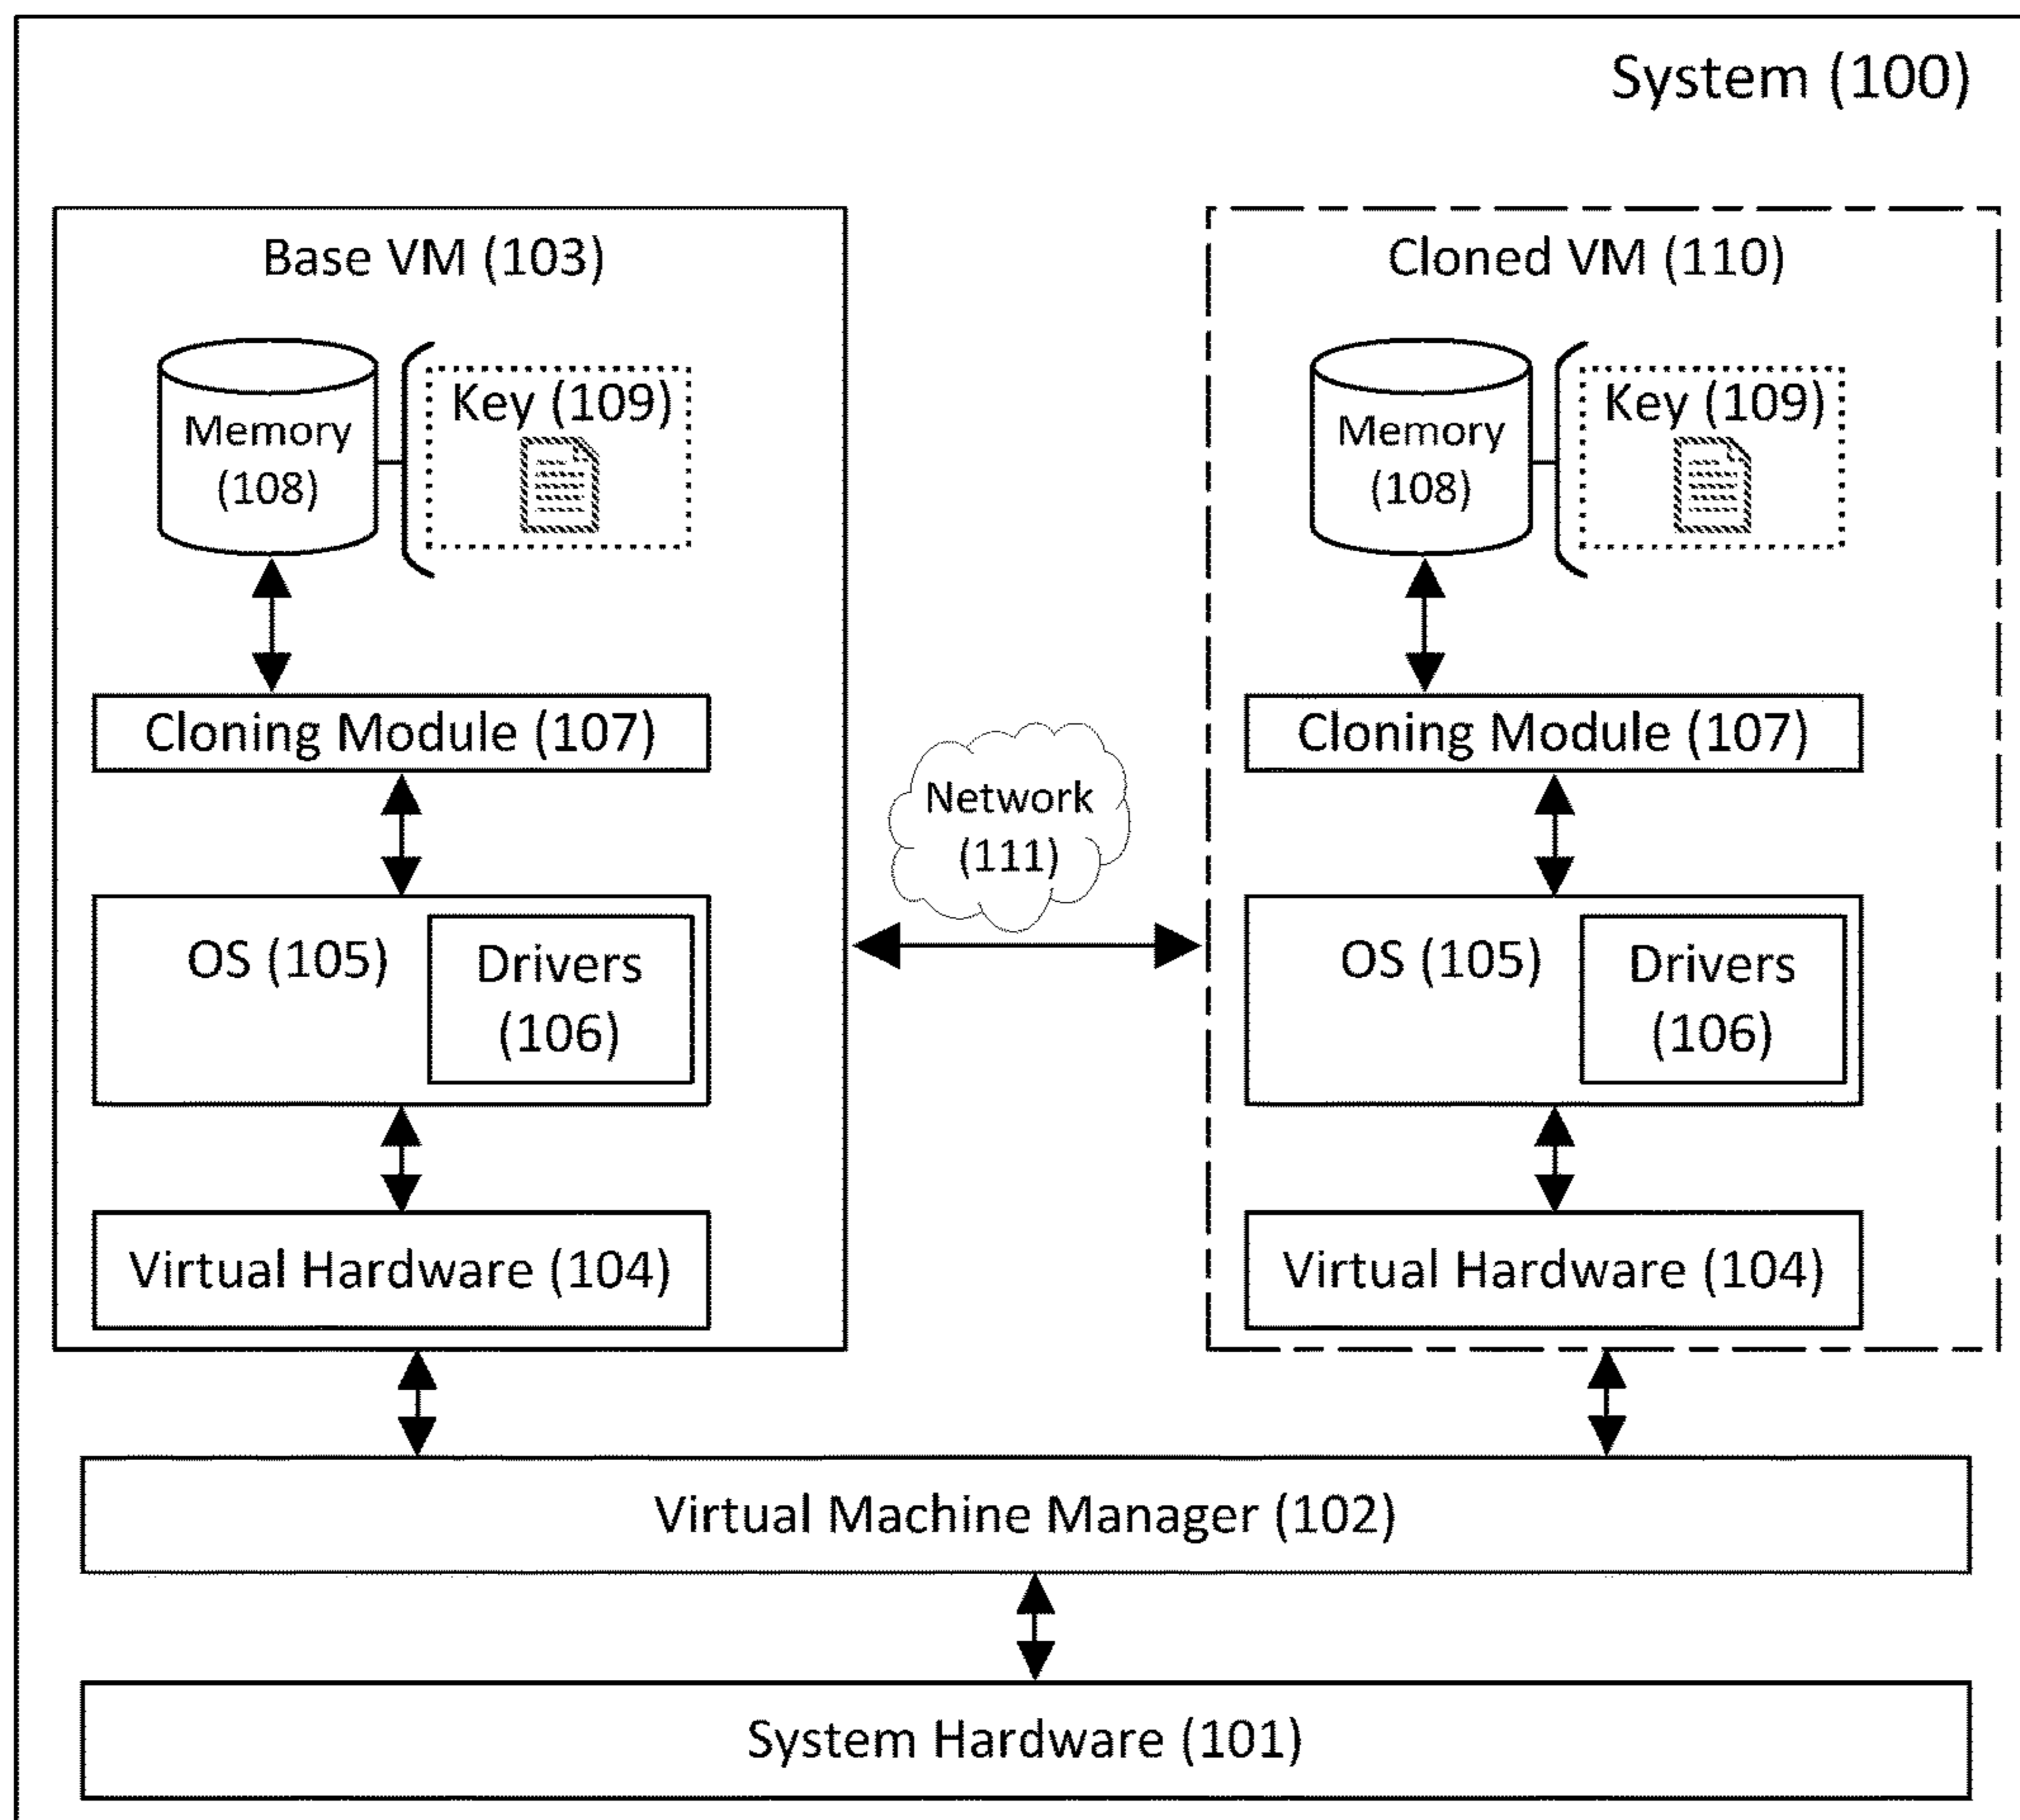 System (100)
Base VM (103)
Memory
(108)
Key (109)
Cloning Module (107)
OS (105)
Drivers
(106)
Virtual Hardware (104)
Network
(111)
Cloned VM (110)
Memory
(108)
Key (109)
Cloning Module (107)
OS (105)
Drivers
(106)
Virtual Hardware (104)
Virtual Machine Manager (102)
System Hardware (101)